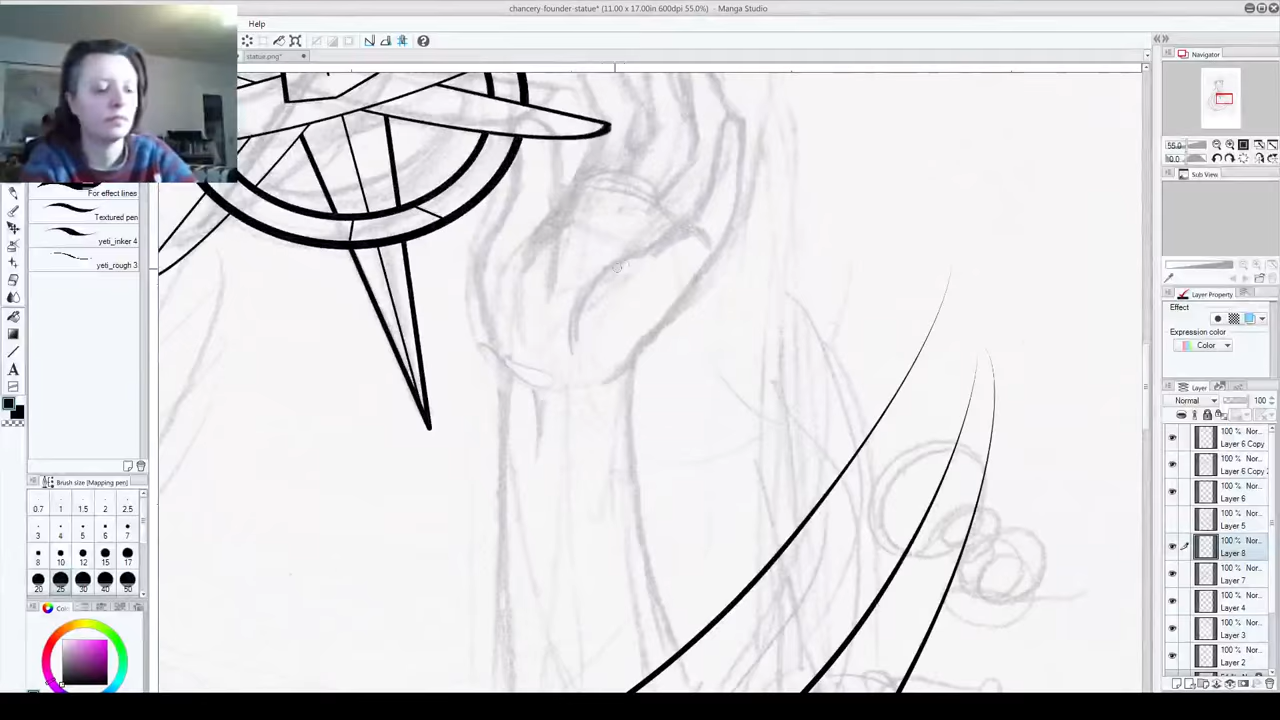 chancery-founder-statue* (11.00 x 17.00in 600dpi 55.0%) - Manga Studio
Help
statue.png*
Navigator
55.0
Sub View
For effect lines
Textured pen
yeti_inker 4
yeti_rough 3
Layer Property
Effect
Expression color
Color
Layer
Normal
100
100 % Nor...
Layer 6 Copy
100 % Nor...
Layer 6 Copy
100 % Nor...
Layer 6
100 % Nor...
Layer 5
100 % Nor...
Layer 8
100 % Nor...
Layer 7
100 % Nor...
Layer 4
100 % Nor...
Layer 3
100 % Nor...
Layer 2
Brush size (Mapping pen)
0.7 1 1.5 2 2.5
3 4 5 6 7
8 10 12 15 17
20 25 30 40 50